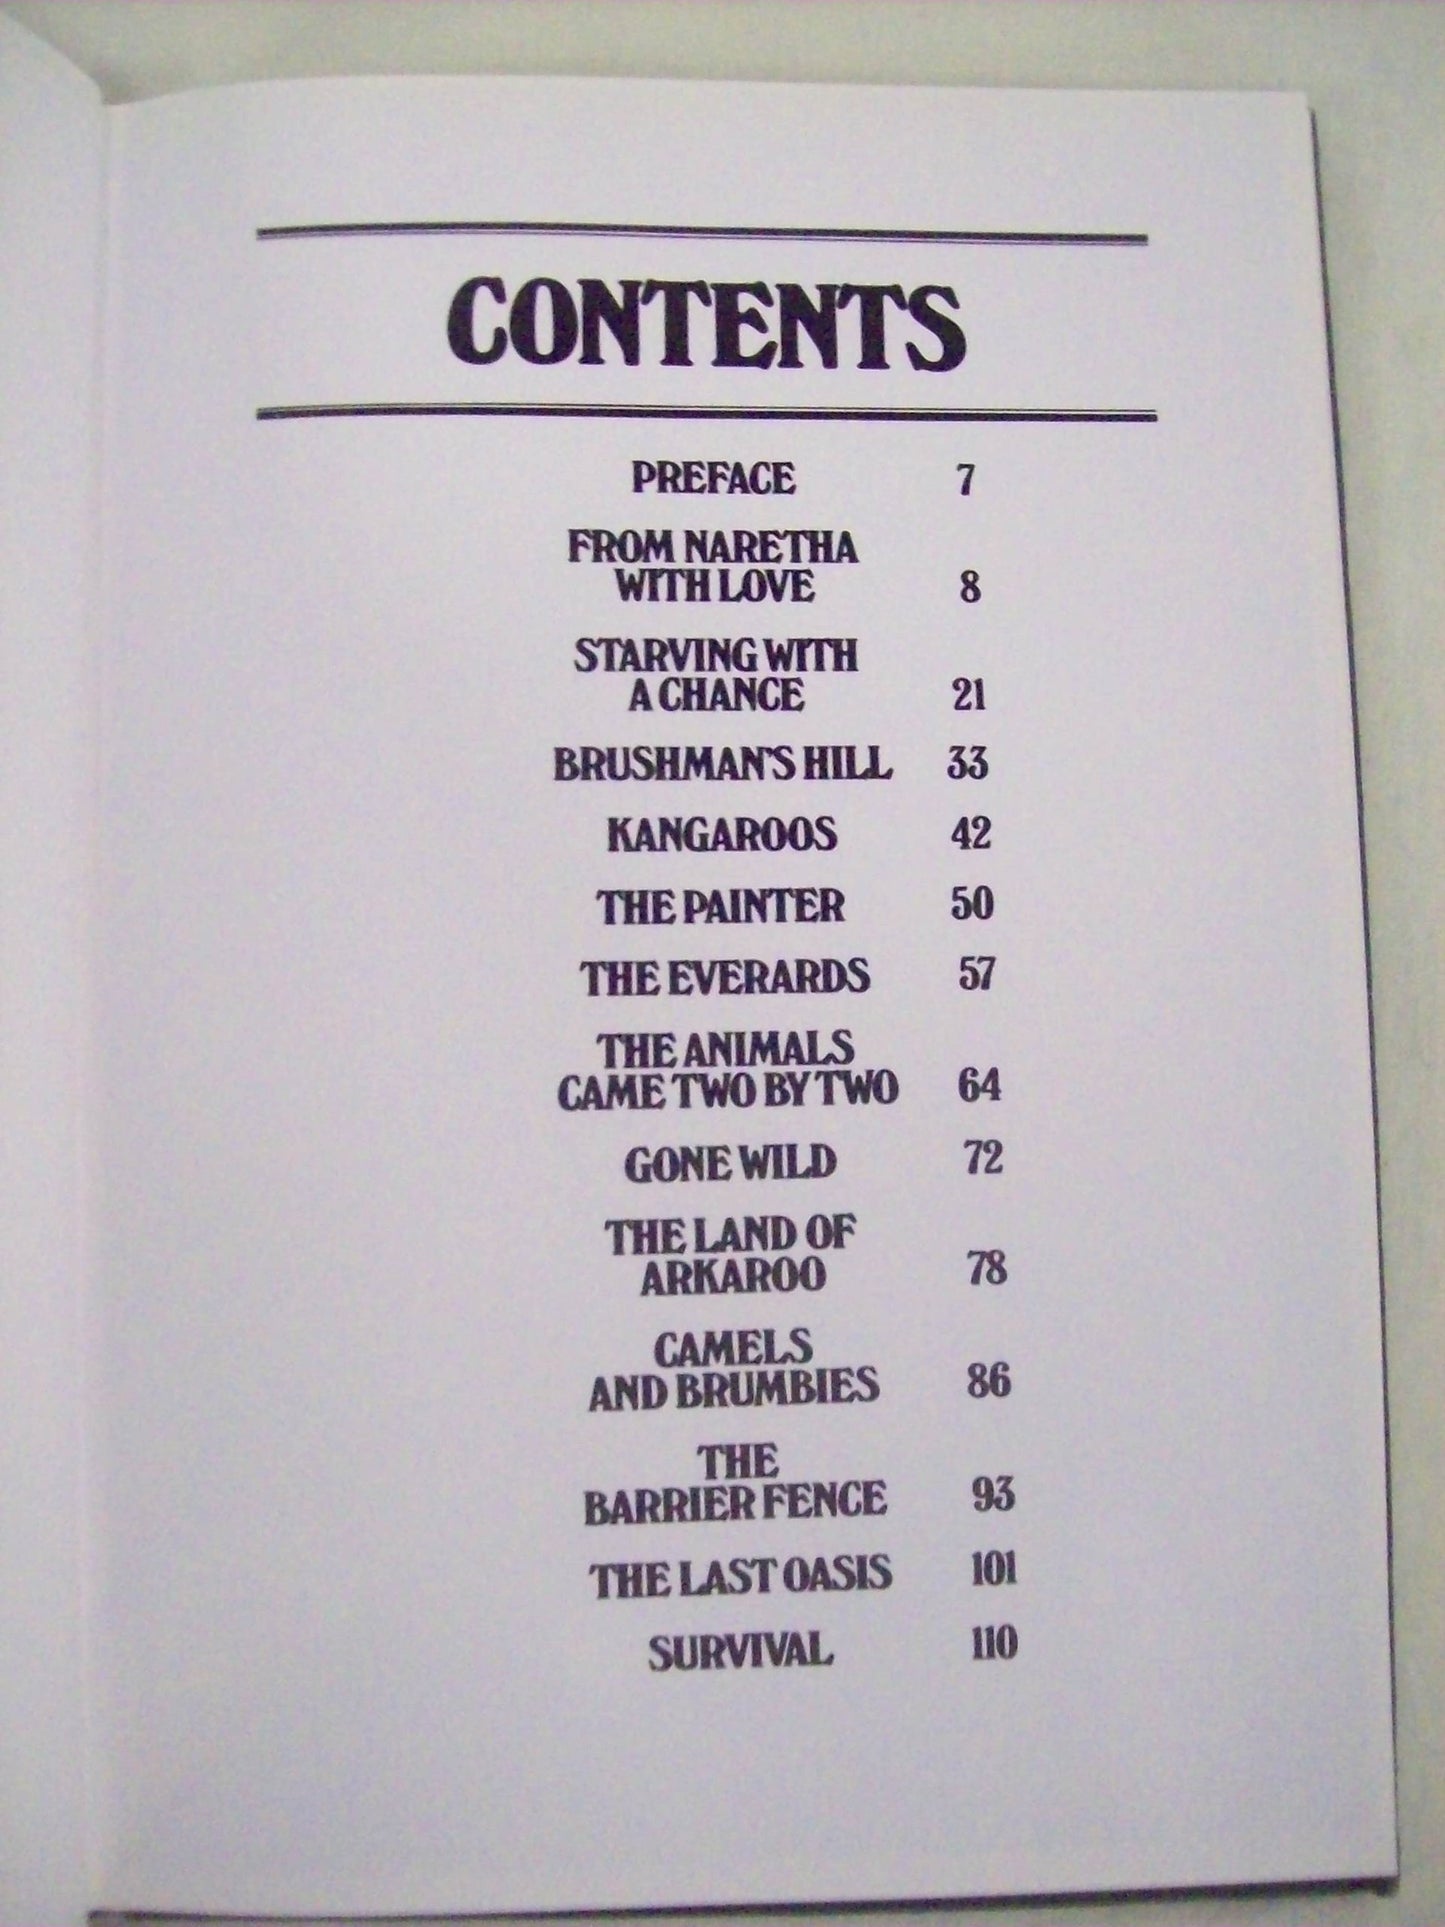 CONTENTS
PREFACE 7
FROM NARETHA
WITH LOVE 8
STARVING WITH
A CHANCE 21
BRUSHMAN'S HILL 33
KANGAROOS 42
THE PAINTER 50
THE EVERARDS 57
THE ANIMALS
CAME TWO BY TWO 64
GONE WILD 72
THE LAND OF
ARKAROO 78
CAMELS
AND BRUMBIES 86
THE
BARRIER FENCE 93
THE LAST OASIS 101
SURVIVAL 110